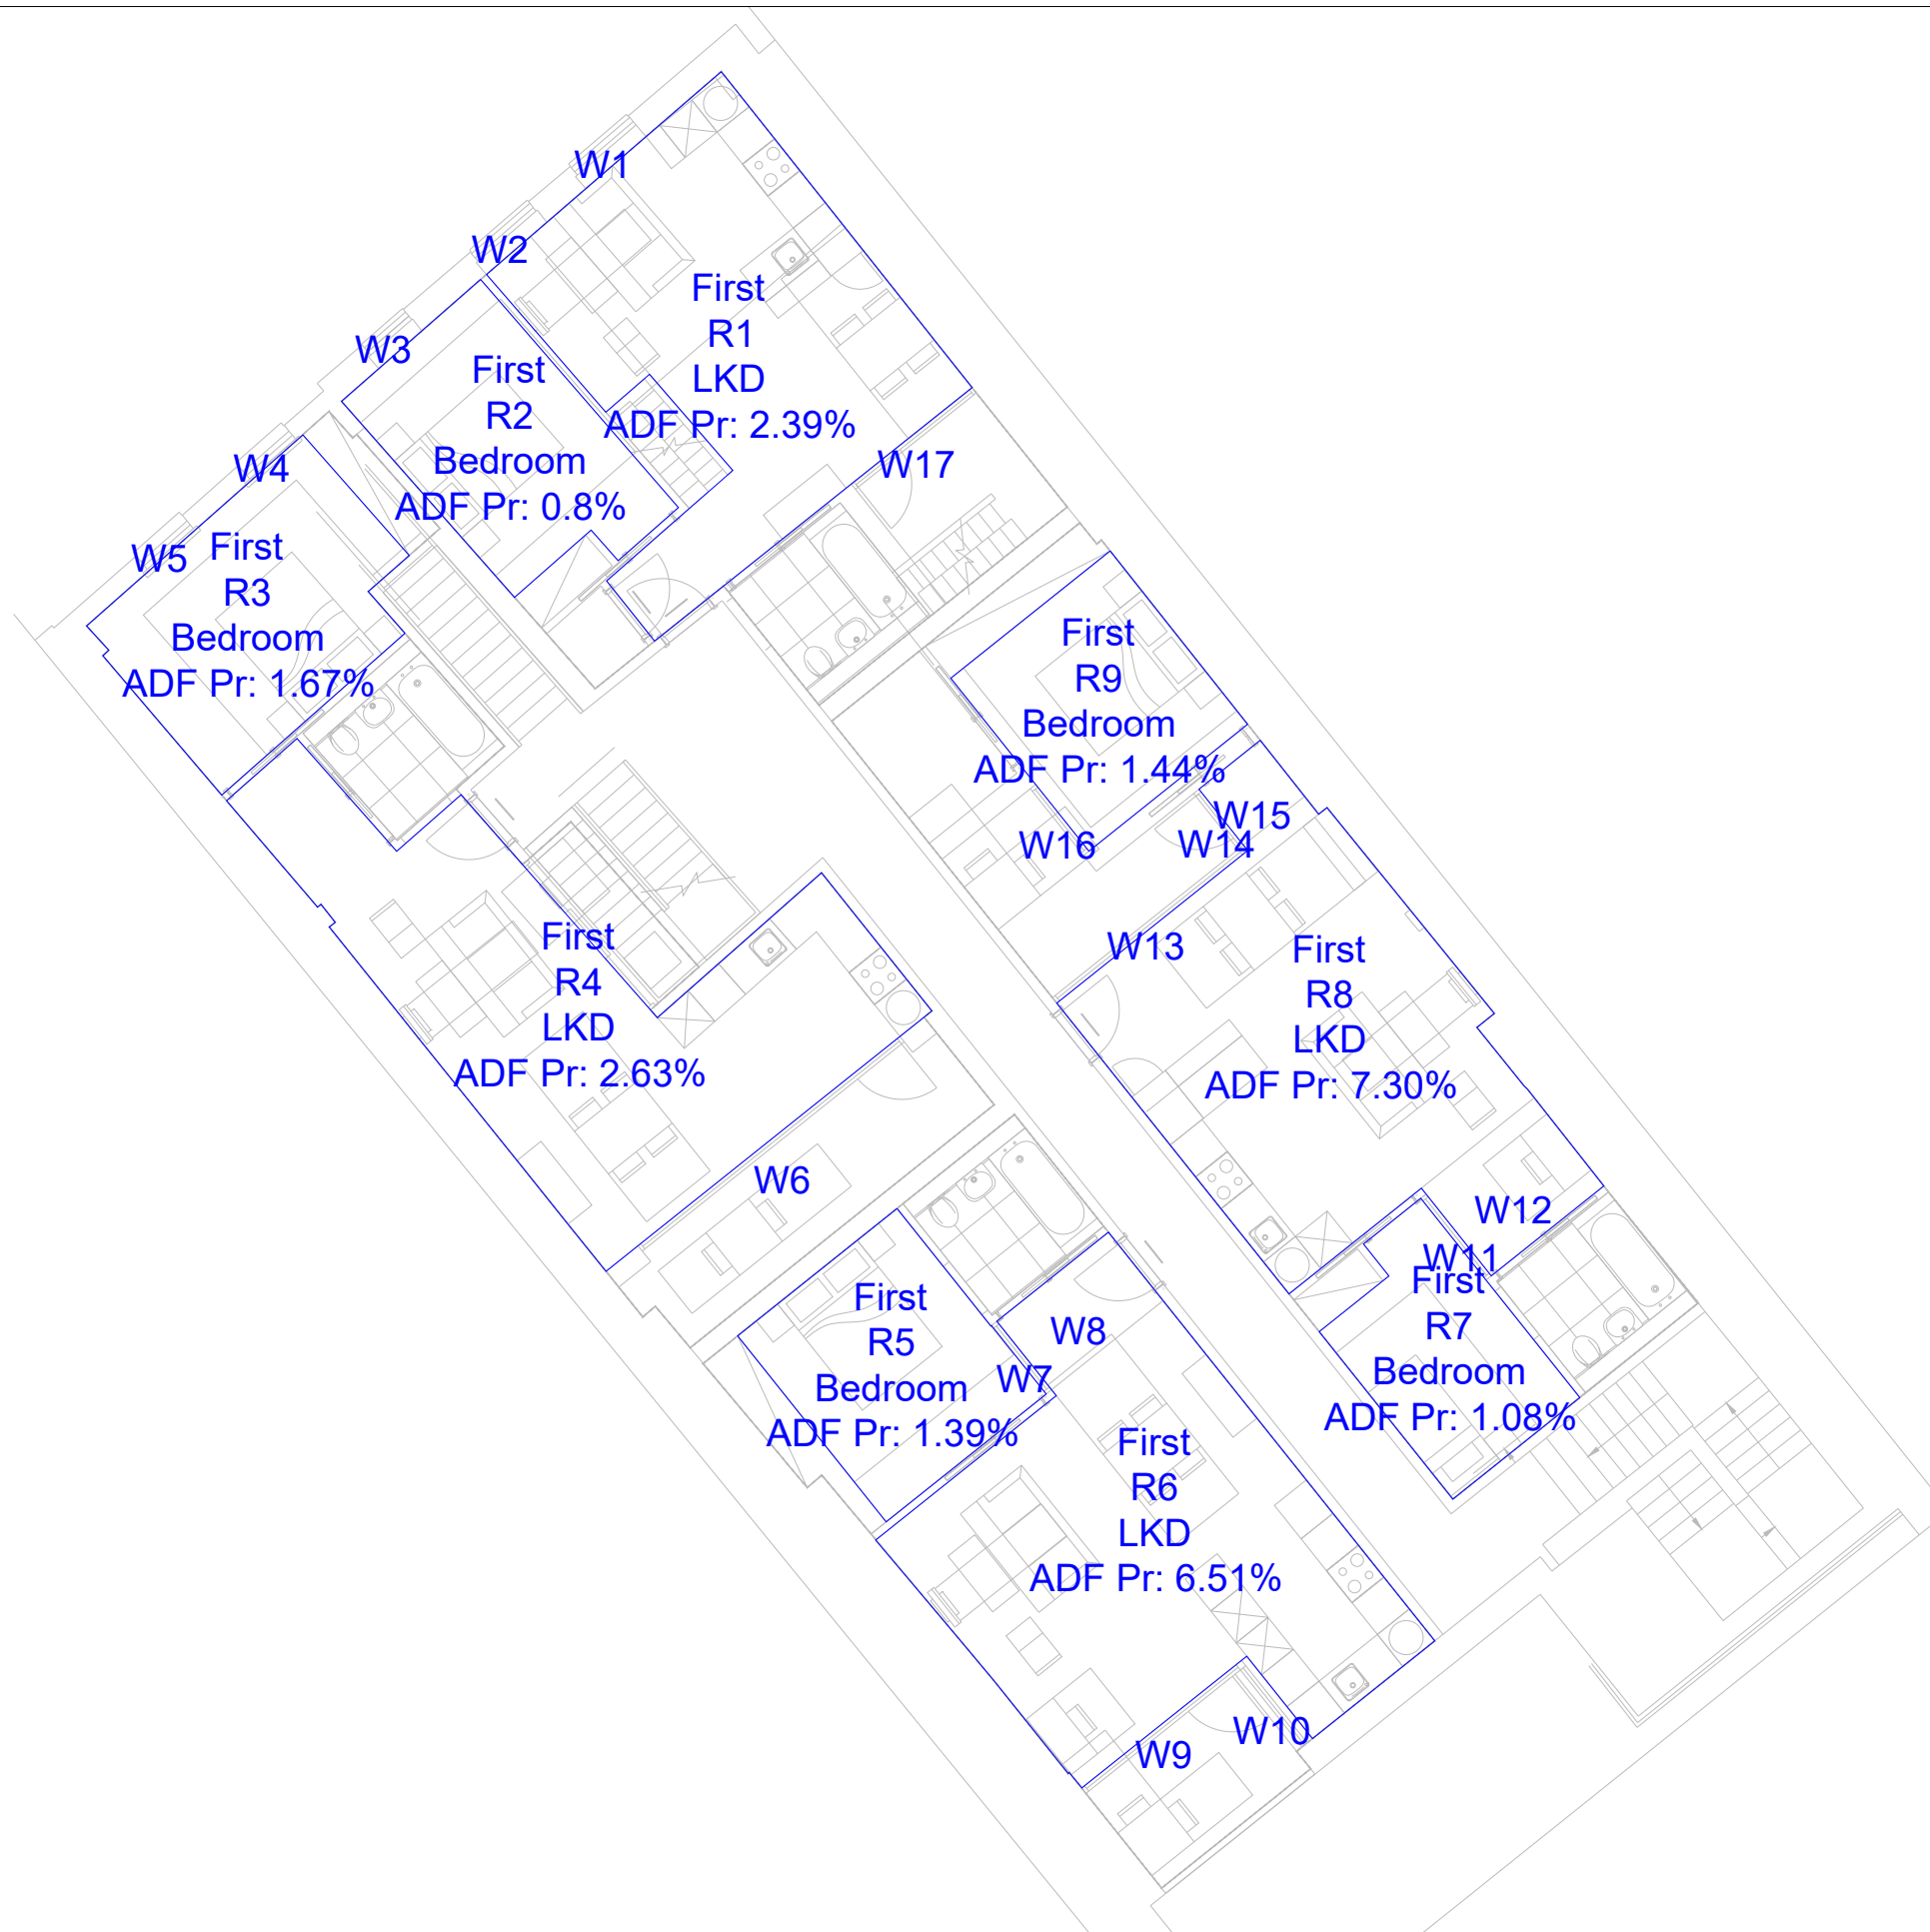 W1
W2
First
R1
LKD
ADF Pr: 2.39%
W3
First
R2
Bedroom
ADF Pr: 0.8%
W17
W4
W5
First
R3
Bedroom
ADF Pr: 1.67%
First
R9
Bedroom
ADF Pr: 1.44%
W15
W14
W16
First
R4
LKD
ADF Pr: 2.63%
W13
First
R8
LKD
ADF Pr: 7.30%
W6
W12
W11
First
R7
Bedroom
ADF Pr: 1.08%
First
R5
Bedroom
ADF Pr: 1.39%
W8
W7
First
R6
LKD
ADF Pr: 6.51%
W10
W9